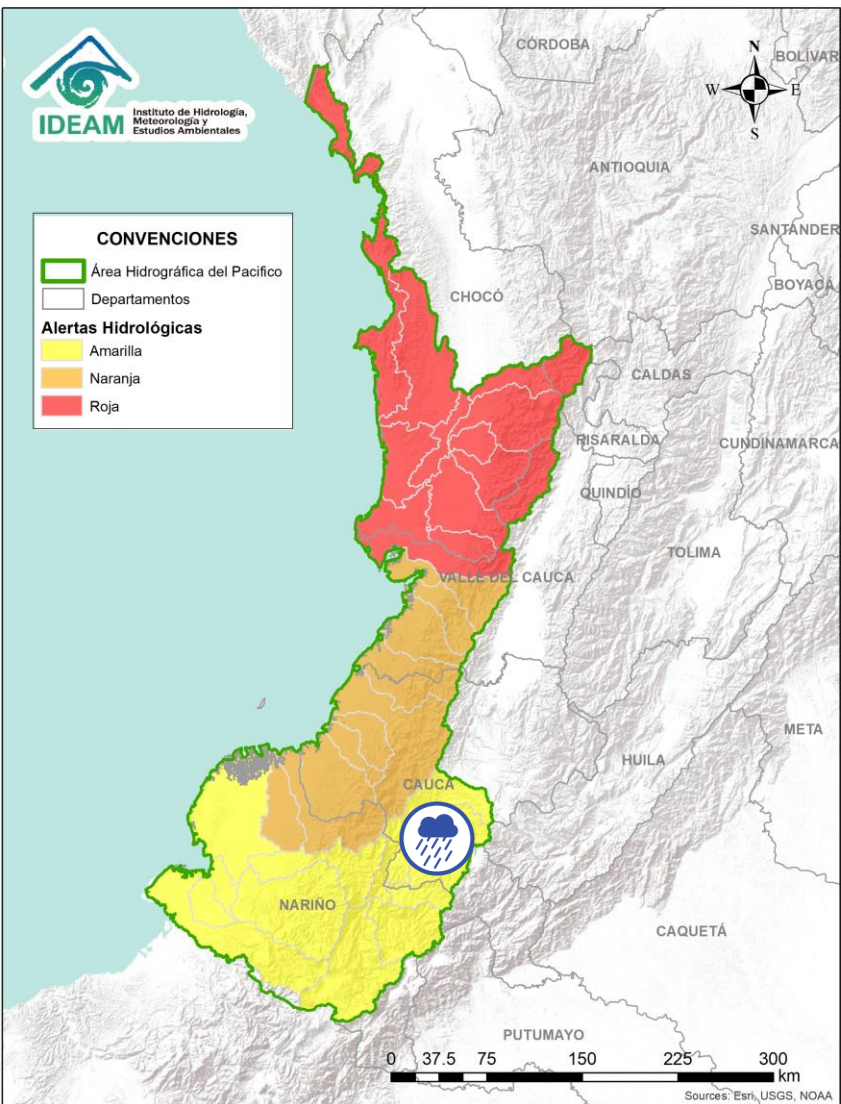 IDEAM
Instituto de Hidrología,
Meteorología y
Estudios Ambientales
CÓRDOBA
BOLÍVAR
N
W
E
S
ANTIOQUIA
SANTANDER
BOYACÁ
CONVENCIONES
Área Hidrográfica del Pacifico
Departamentos
Alertas Hidrológicas
Amarilla
Naranja
Roja
CHOCÓ
CALDAS
RISARALDA
CUNDINAMARCA
QUINDÍO
TOLIMA
VALLE DEL CAUCA
META
HUILA
CAUCA
NARIÑO
CAQUETÁ
PUTUMAYO
0 37.5 75 150 225 300
km
Sources: Esri, USGS, NOAA